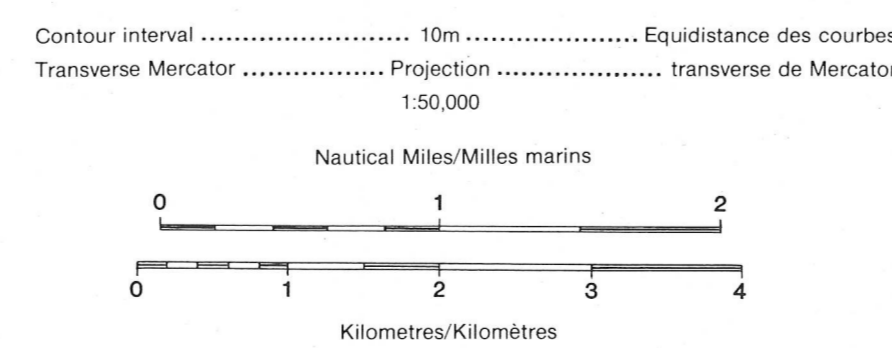 Contour interval ......................... 10m ..................... Equidistance des courbes
Transverse Mercator ................. Projection .................... transverse de Mercator
1:50,000
Nautical Miles/Milles marins
0 1 2
0 1 2 3 4
Kilometres/Kilomètres